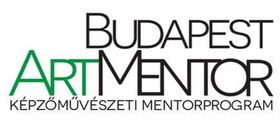 BUDAPEST
ARTMENTOR
KÉPZŐMŰVÉSZETI MENTORPROGRAM